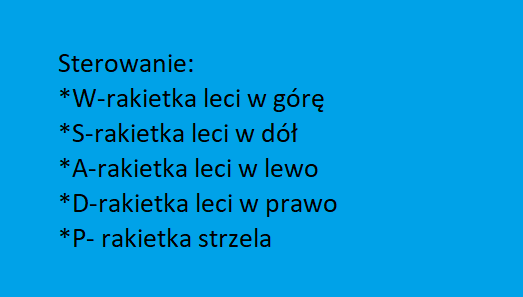 Sterowanie:
*W-rakietka leci w górę
*S-rakietka leci w dół
*A-rakietka leci w lewo
*D-rakietka leci w prawo
*P- rakietka strzela